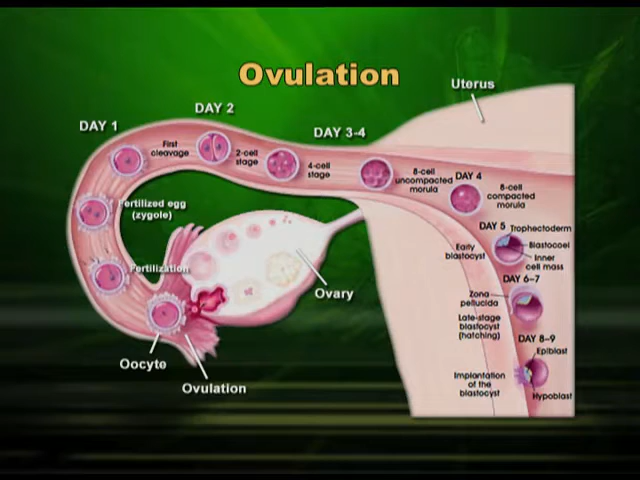 Ovulation
Uterus
DAY 1
DAY 2
DAY 3-4
First
cleavage
2-cell
stage
4-cell
stage
8-cell
uncompacted
morula
DAY 4
8-cell
compacted
morula
Fertilized egg
(zygole)
Fertilization
DAY 5
Trophectoderm
Early
blastocyst
Blastocoel
Inner
cell mass
DAY 6-7
Zona
pellucida
Late-stage
blastocyst
(hatching)
Ovary
DAY 8-9
Epiblast
Oocyte
Ovulation
Implantation
of the
blastocyst
Hypoblast